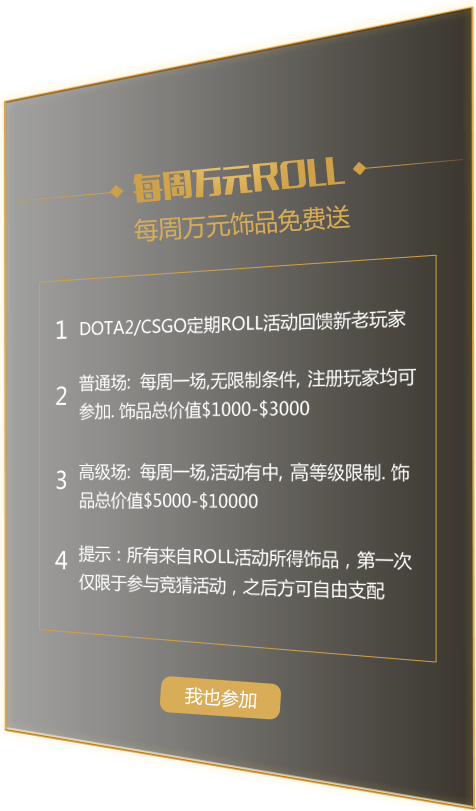 每周万元ROLL
每周万元饰品免费送
1 DOTA2/CSGO定期ROLL活动回馈新老玩家
2 普通场: 每周一场,无限制条件, 注册玩家均可
参加. 饰品总价值$1000-$3000
3 高级场: 每周一场,活动有中, 高等级限制. 饰
品总价值$5000-$10000
4 提示：所有来自ROLL活动所得饰品，第一次
仅限于参与竞猜活动，之后方可自由支配
我也参加